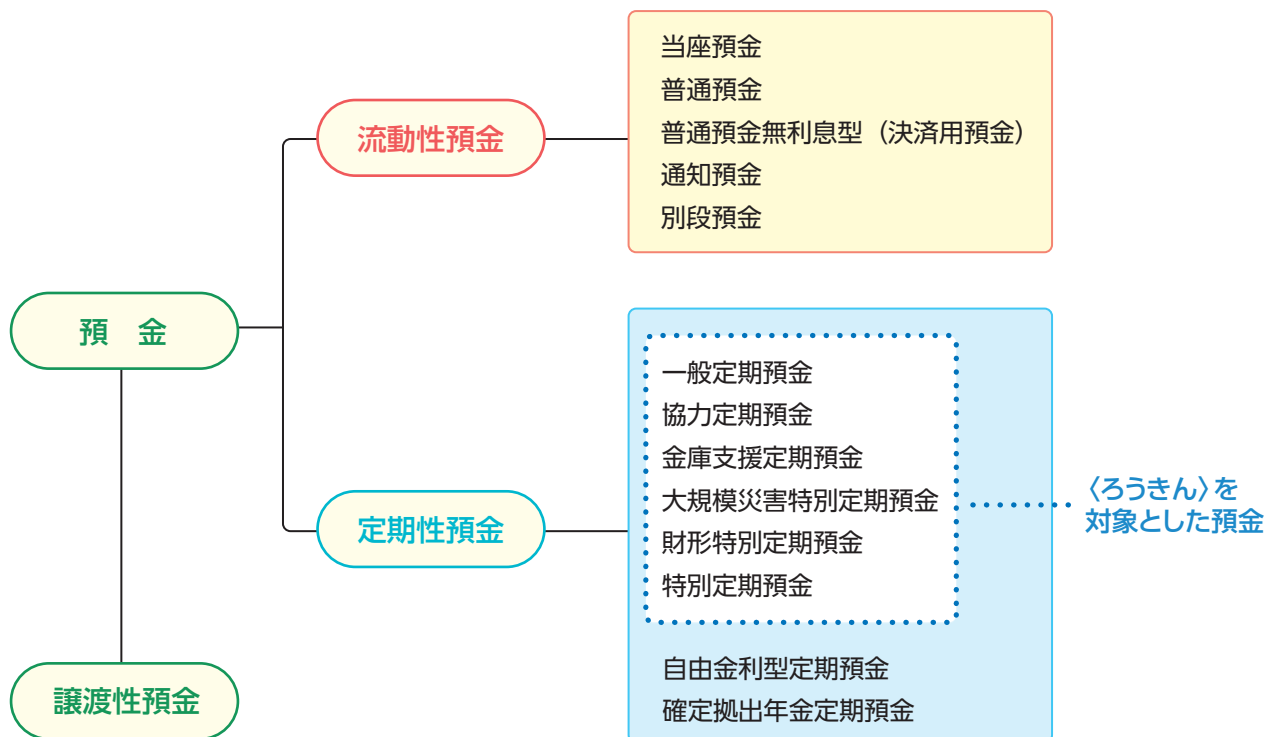 預　金
譲渡性預金
流動性預金
当座預金
普通預金
普通預金無利息型（決済用預金）
通知預金
別段預金
定期性預金
一般定期預金
協力定期預金
金庫支援定期預金
大規模災害特別定期預金
財形特別定期預金
特別定期預金
自由金利型定期預金
確定拠出年金定期預金
〈ろうきん〉を
対象とした預金